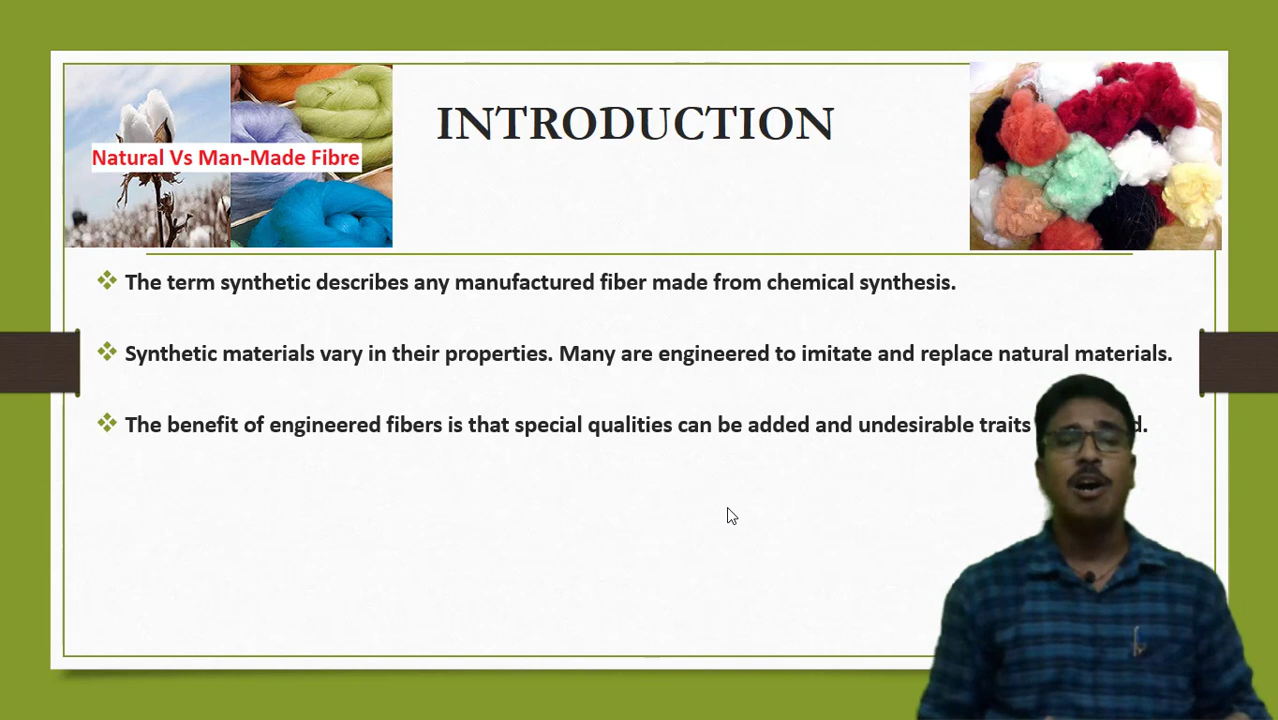 INTRODUCTION
Natural Vs Man-Made Fibre
The term synthetic describes any manufactured fiber made from chemical synthesis.
Synthetic materials vary in their properties. Many are engineered to imitate and replace natural materials.
The benefit of engineered fibers is that special qualities can be added and undesirable traits